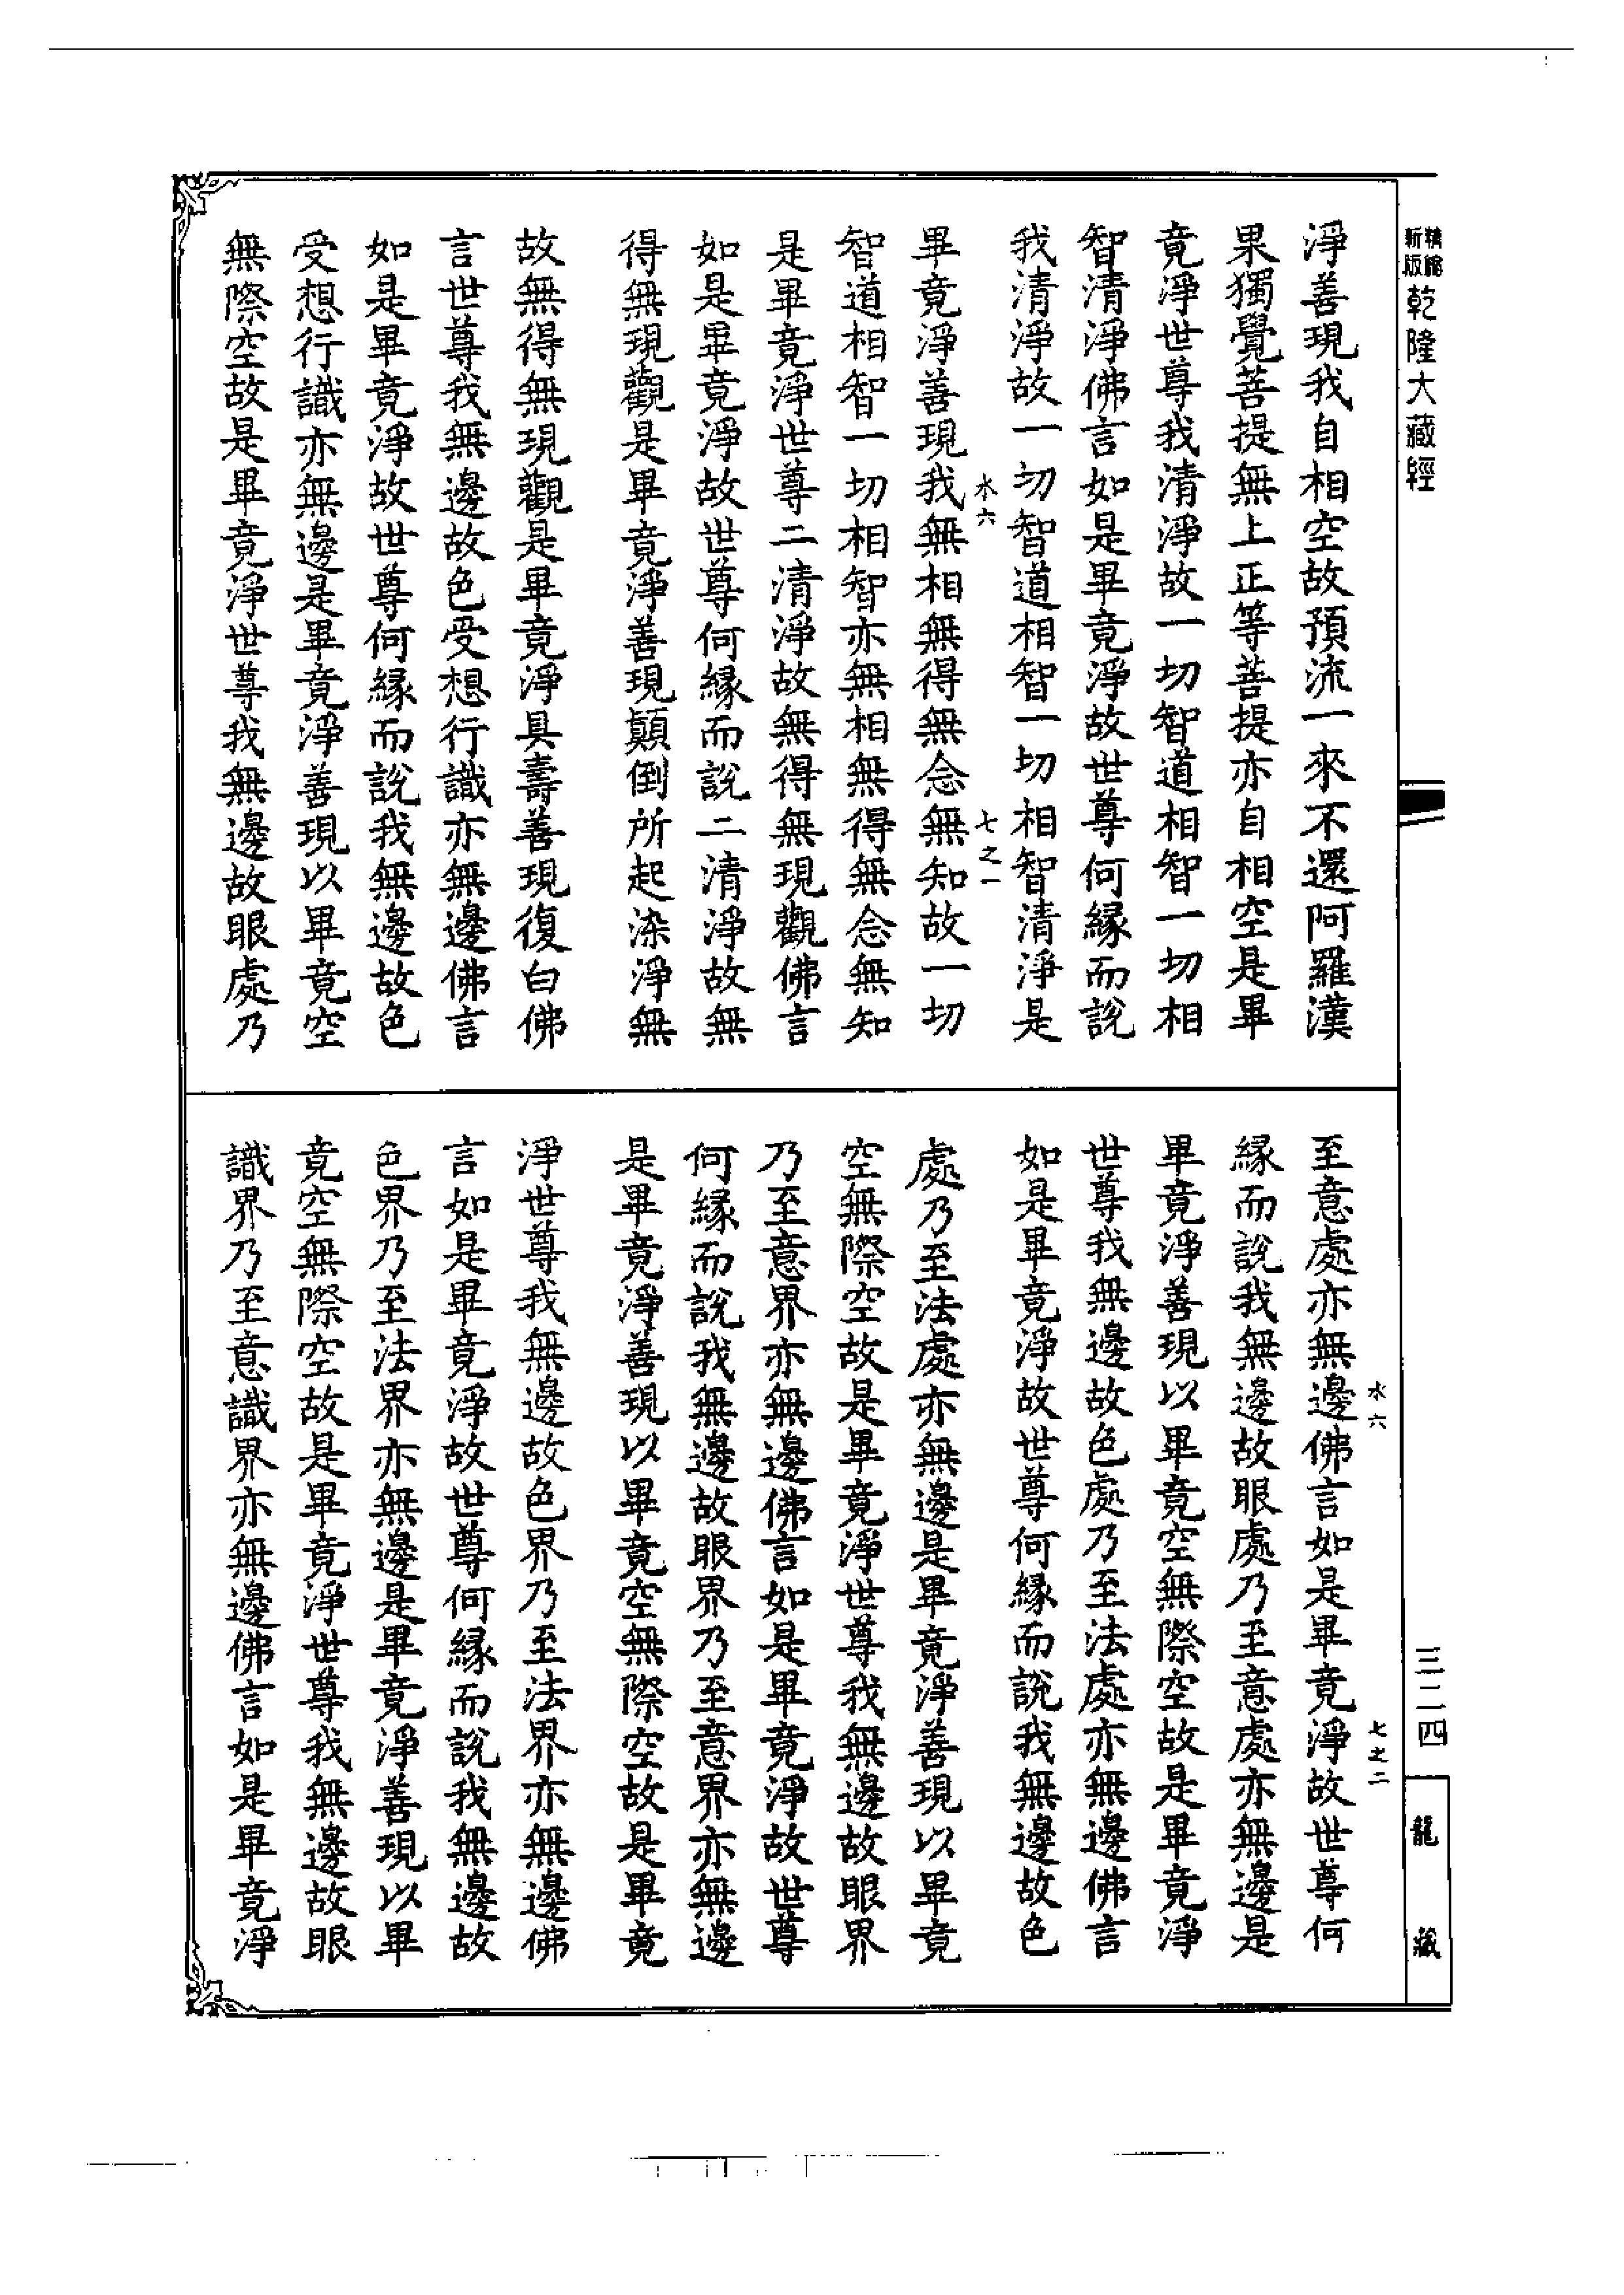 精縮
新版
乾隆大藏經
淨善現我自相空故預流一來不還阿羅漢
果獨覺菩提無上正等菩提亦自相空是畢
竟淨世尊我清淨故一切智道相智一切相
智清淨佛言如是畢竟淨故世尊何緣而說
我清淨故一切智道相智一切相智清淨是
水六 七之一
畢竟淨善現我無相無得無念無知故一切
智道相智一切相智亦無相無得無念無知
是畢竟淨世尊二清淨故無得無現觀佛言
如是畢竟淨故世尊何緣而說二清淨故無
得無現觀是畢竟淨善現顛倒所起染淨無
故無得無現觀是畢竟淨具壽善現復白佛
言世尊我無邊故色受想行識亦無邊佛言
如是畢竟淨故世尊何緣而說我無邊故色
受想行識亦無邊是畢竟淨善現以畢竟空
無際空故是畢竟淨世尊我無邊故眼處乃
水六 七之二
至意處亦無邊佛言如是畢竟淨故世尊何
緣而說我無邊故眼處乃至意處亦無邊是
畢竟淨善現以畢竟空無際空故是畢竟淨
世尊我無邊故色處乃至法處亦無邊佛言
如是畢竟淨故世尊何緣而說我無邊故色
處乃至法處亦無邊是畢竟淨善現以畢竟
空無際空故是畢竟淨世尊我無邊故眼界
乃至意界亦無邊佛言如是畢竟淨故世尊
何緣而說我無邊故眼界乃至意界亦無邊
是畢竟淨善現以畢竟空無際空故是畢竟
淨世尊我無邊故色界乃至法界亦無邊佛
言如是畢竟淨故世尊何緣而說我無邊故
色界乃至法界亦無邊是畢竟淨善現以畢
竟空無際空故是畢竟淨世尊我無邊故眼
識界乃至意識界亦無邊佛言如是畢竟淨
三二四
龍藏